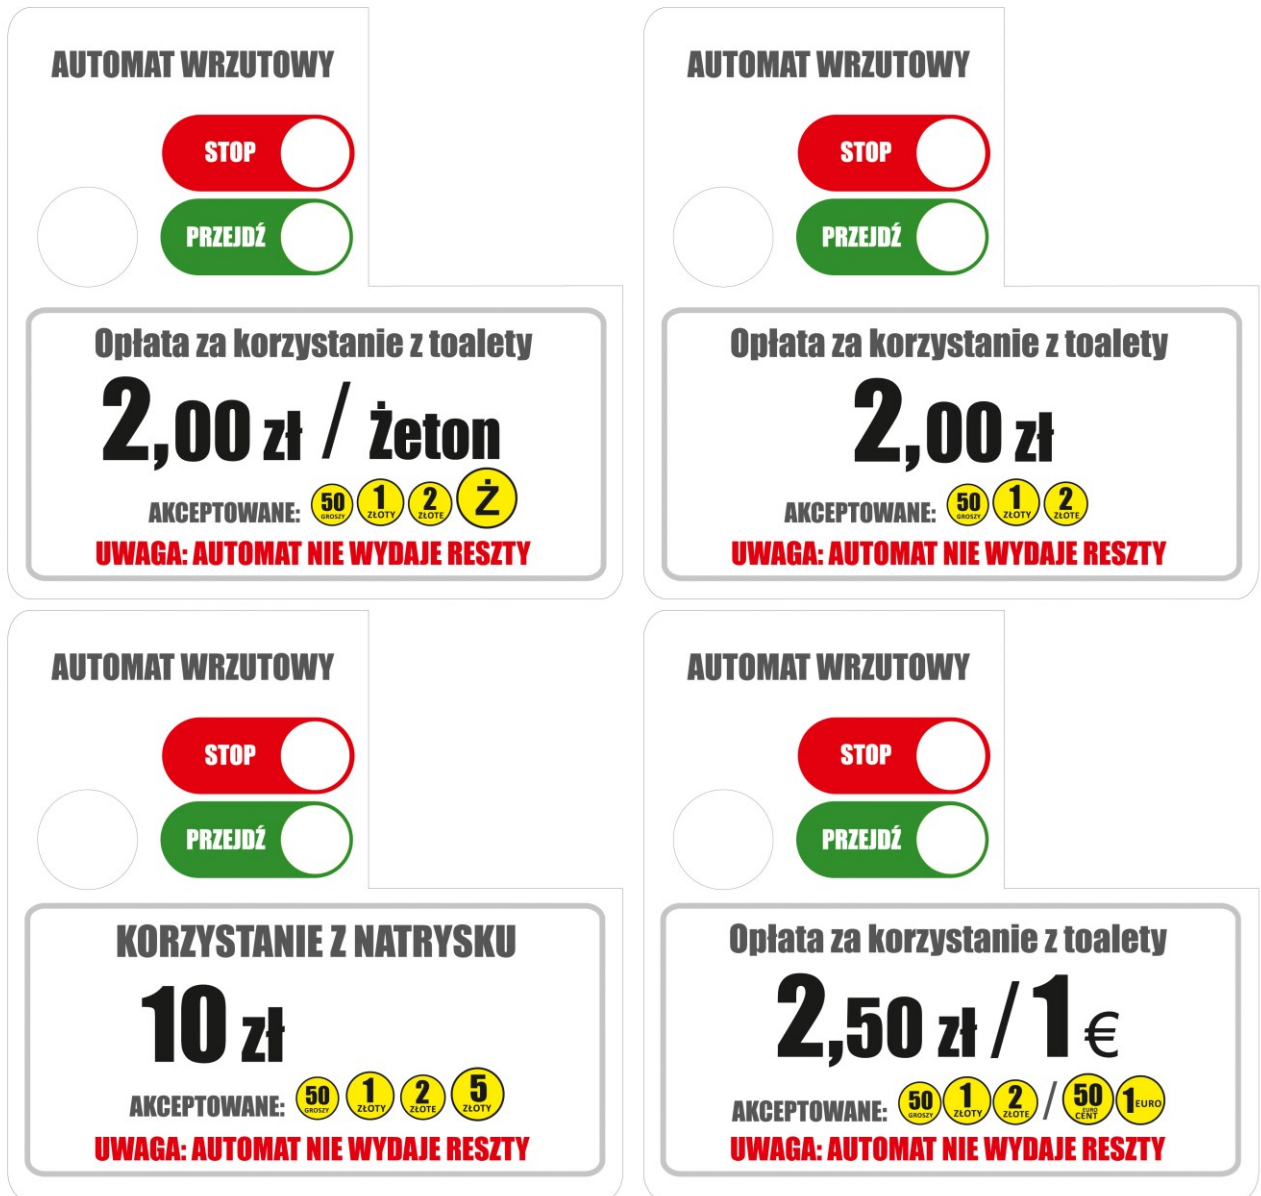 AUTOMAT WRZUTOWY
STOP
PRZEJDŹ
Opłata za korzystanie z toalety
2,00 zł / Żeton
AKCEPTOWANE: 50 GROSZY 1 ZŁOTY 2 ZŁOTE Ż
UWAGA: AUTOMAT NIE WYDAJE RESZTY
AUTOMAT WRZUTOWY
STOP
PRZEJDŹ
Opłata za korzystanie z toalety
2,00 zł
AKCEPTOWANE: 50 GROSZY 1 ZŁOTY 2 ZŁOTE
UWAGA: AUTOMAT NIE WYDAJE RESZTY
AUTOMAT WRZUTOWY
STOP
PRZEJDŹ
KORZYSTANIE Z NATRYSKU
10 zł
AKCEPTOWANE: 50 GROSZY 1 ZŁOTY 2 ZŁOTE 5 ZŁOTY
UWAGA: AUTOMAT NIE WYDAJE RESZTY
AUTOMAT WRZUTOWY
STOP
PRZEJDŹ
Opłata za korzystanie z toalety
2,50 zł / 1 €
AKCEPTOWANE: 50 GROSZY 1 ZŁOTY 2 ZŁOTE / 50 EURO CENT 1 EURO
UWAGA: AUTOMAT NIE WYDAJE RESZTY